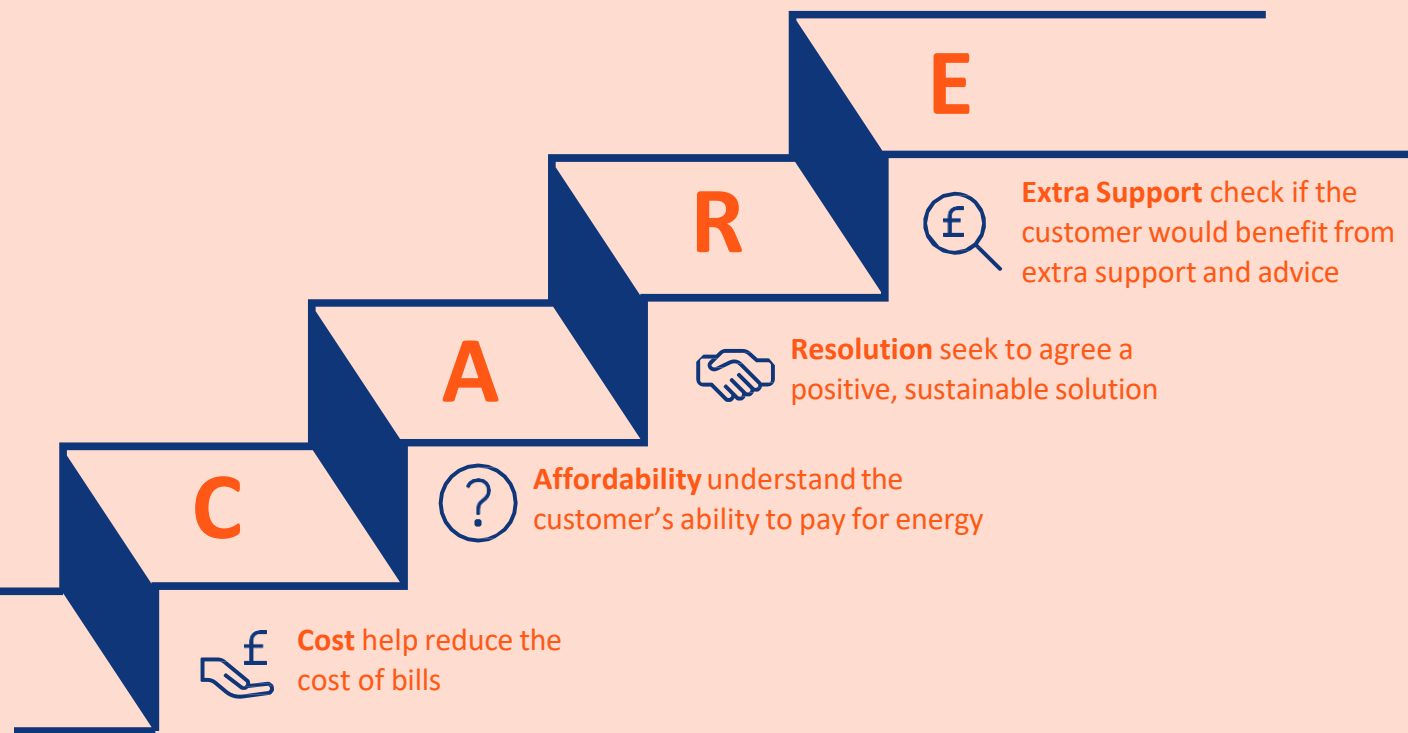 E
Extra Support check if the
customer would benefit from
extra support and advice
R
Resolution seek to agree a
positive, sustainable solution
A
Affordability understand the
customer’s ability to pay for energy
C
Cost help reduce the
cost of bills
£
£
?